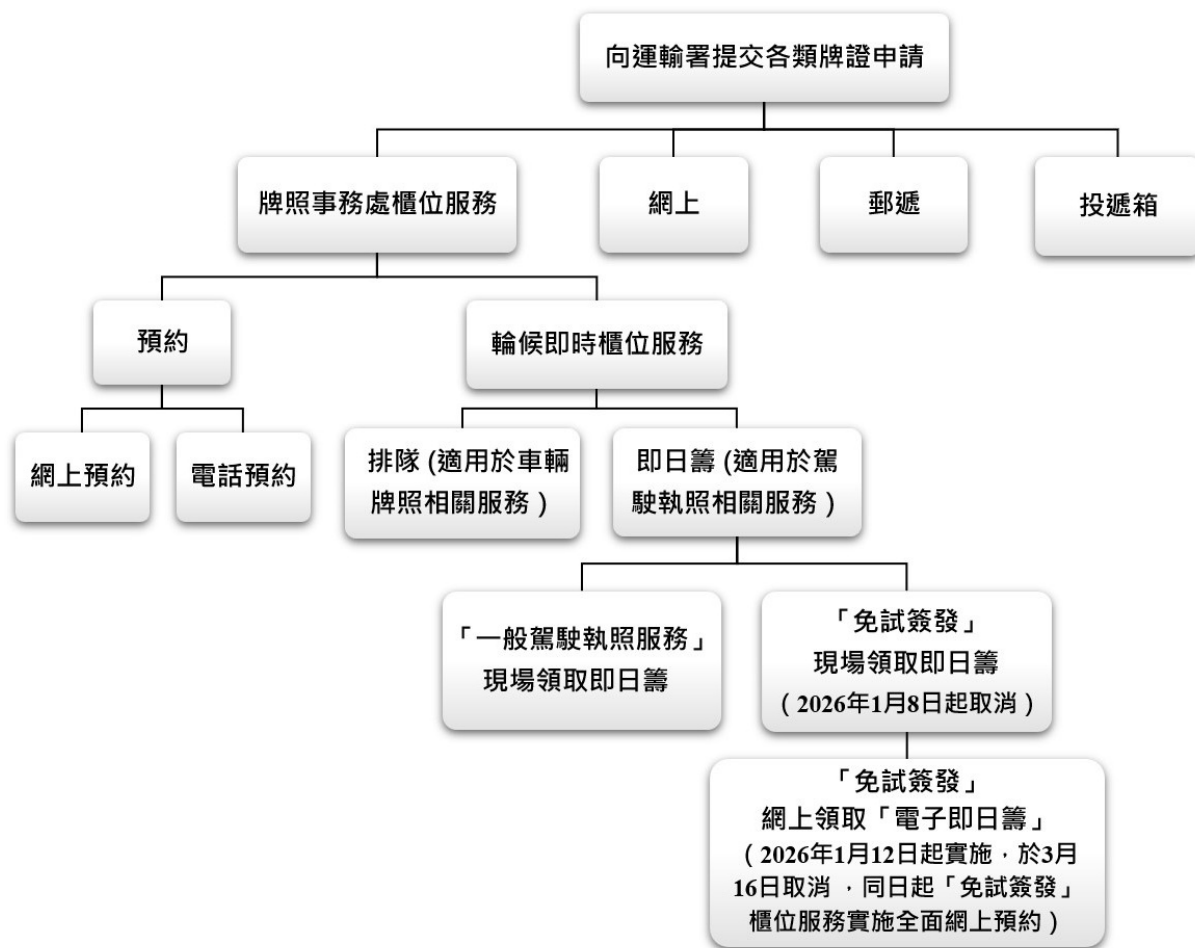 向運輸署提交各類牌證申請
牌照事務處櫃位服務
網上
郵遞
投遞箱
預約
輪候即時櫃位服務
網上預約
電話預約
排隊 (適用於車輛
牌照相關服務 )
即日籌 (適用於駕
駛執照相關服務 )
「一般駕駛執照服務」
現場領取即日籌
「免試簽發」
現場領取即日籌
( 2026年1月8日起取消 )
「免試簽發」
網上領取「電子即日籌」
( 2026年1月12日起實施，於3月
16日取消 ，同日起「免試簽發」
櫃位服務實施全面網上預約 )